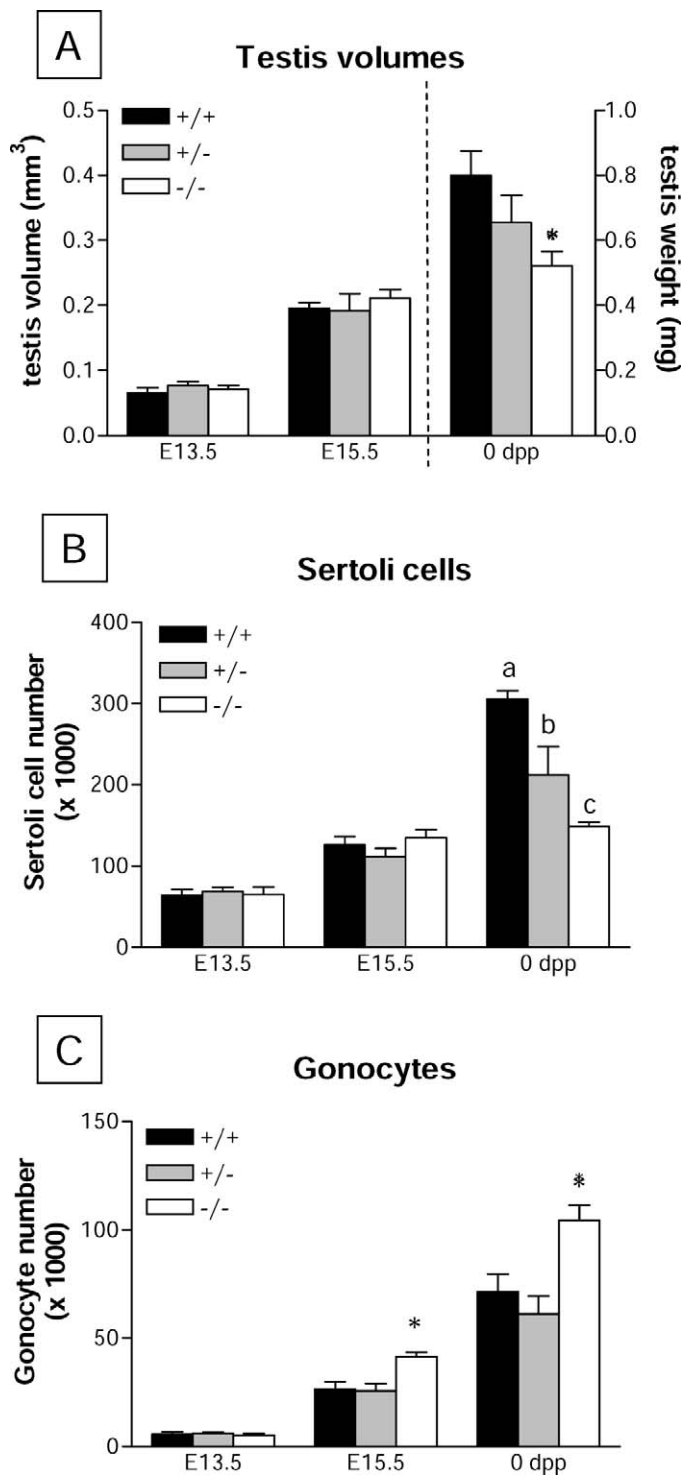 A
Testis volumes
0.5
0.4
0.3
0.2
0.1
0.0
testis volume (mm3)
+/+
+/-
-/-
*
1.0
0.8
0.6
0.4
0.2
0.0
testis weight (mg)
E13.5 E15.5 0 dpp
B
Sertoli cells
400
300
200
100
0
Sertoli cell number
(x 1000)
+/+
+/-
-/-
a
b
c
E13.5 E15.5 0 dpp
C
Gonocytes
150
100
50
0
Gonocyte number
(x 1000)
+/+
+/-
-/-
*
*
E13.5 E15.5 0 dpp